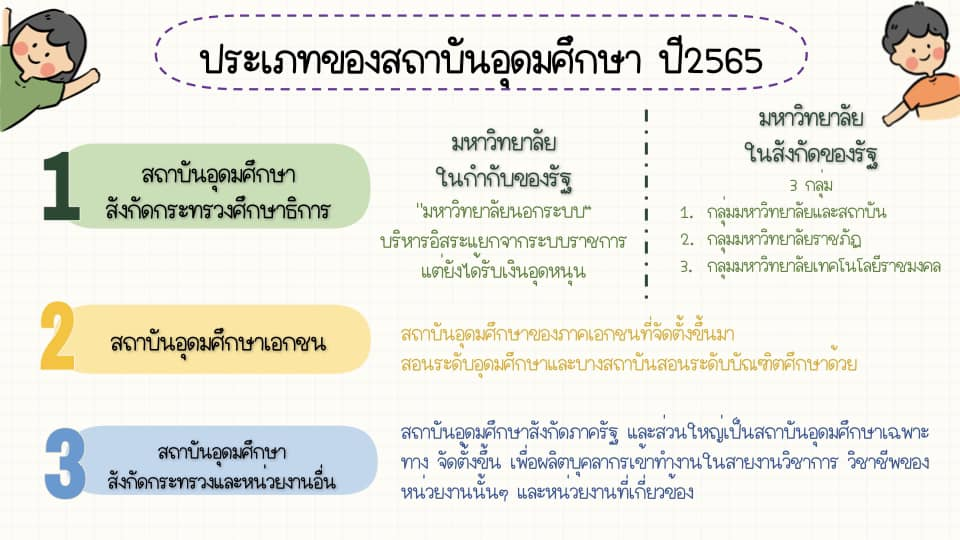 ประเภทของสถาบันอุดมศึกษา ปี2565
1
สถาบันอุดมศึกษา
สังกัดกระทรวงศึกษาธิการ
มหาวิทยาลัย
ในกำกับของรัฐ
"มหาวิทยาลัยนอกระบบ"
บริหารอิสระแยกจากระบบราชการ
แต่ยังได้รับเงินอุดหนุน
มหาวิทยาลัย
ในสังกัดของรัฐ
3 กลุ่ม
1. กลุ่มมหาวิทยาลัยและสถาบัน
2. กลุ่มมหาวิทยาลัยราชภัฏ
3. กลุ่มมหาวิทยาลัยเทคโนโลยีราชมงคล
2
สถาบันอุดมศึกษาเอกชน
สถาบันอุดมศึกษาของภาคเอกชนที่จัดตั้งขึ้นมา
สอนระดับอุดมศึกษาและบางสถาบันสอนระดับบัณฑิตศึกษาด้วย
3
สถาบันอุดมศึกษา
สังกัดกระทรวงและหน่วยงานอื่น
สถาบันอุดมศึกษาสังกัดภาครัฐ และส่วนใหญ่เป็นสถาบันอุดมศึกษาเฉพาะ
ทาง จัดตั้งขึ้น เพื่อผลิตบุคลากรเข้าทำงานในสายงานวิชาการ วิชาชีพของ
หน่วยงานนั้นๆ และหน่วยงานที่เกี่ยวข้อง